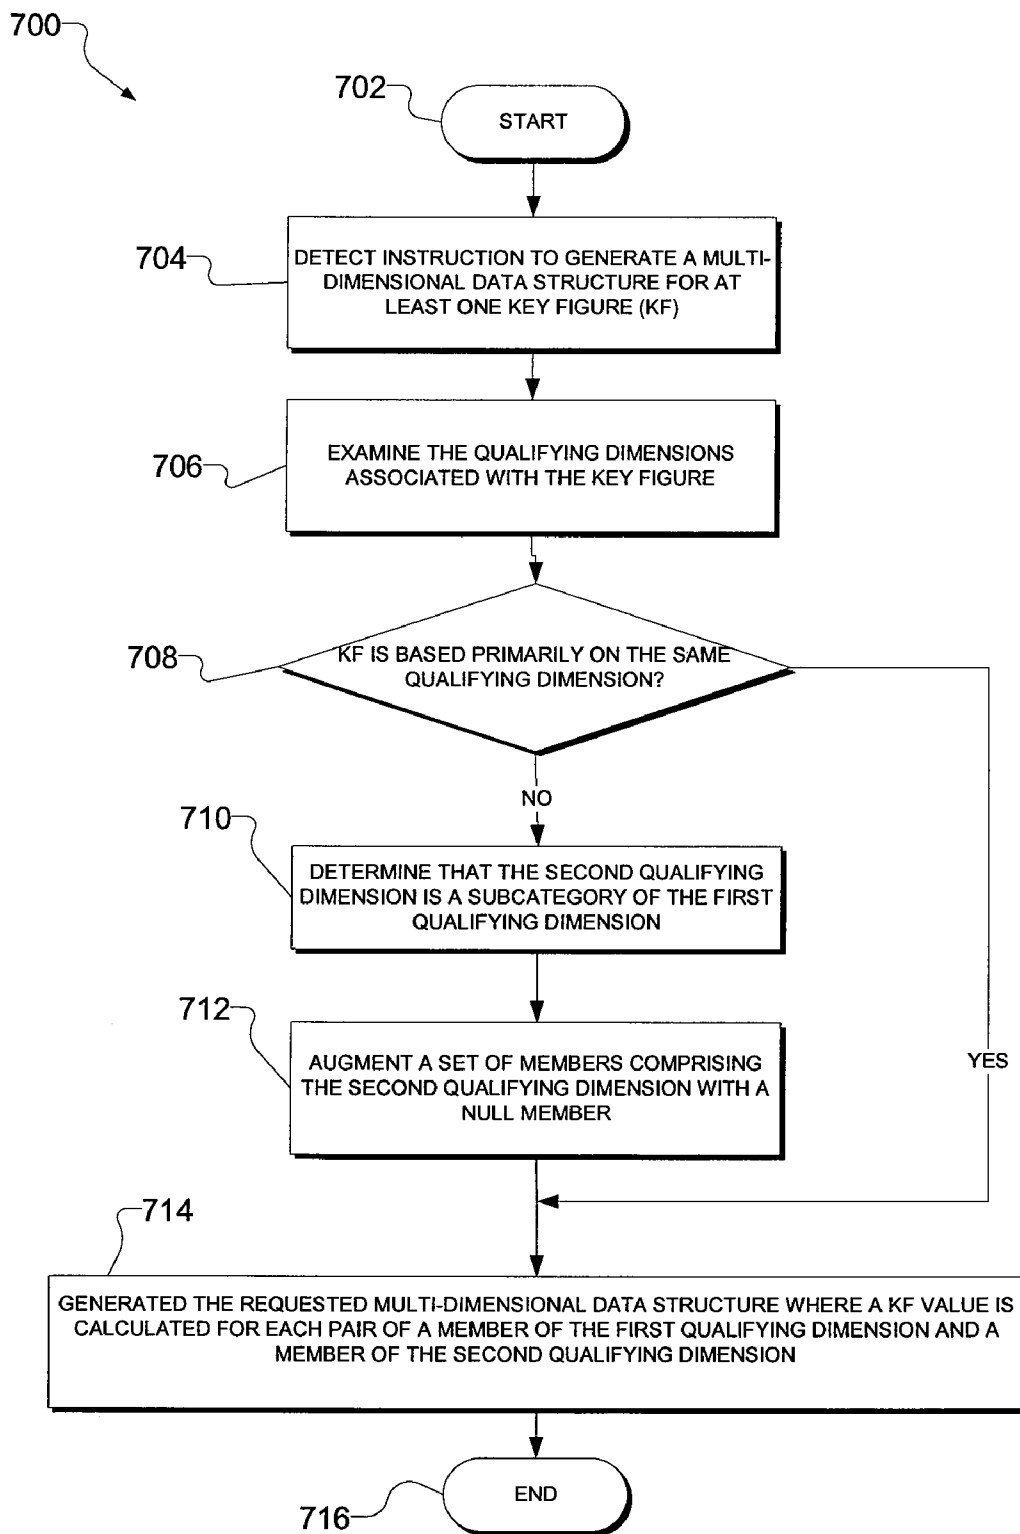 700
702
START
704
DETECT INSTRUCTION TO GENERATE A MULTI-
DIMENSIONAL DATA STRUCTURE FOR AT
LEAST ONE KEY FIGURE (KF)
706
EXAMINE THE QUALIFYING DIMENSIONS
ASSOCIATED WITH THE KEY FIGURE
708
KF IS BASED PRIMARILY ON THE SAME
QUALIFYING DIMENSION?
NO
710
DETERMINE THAT THE SECOND QUALIFYING
DIMENSION IS A SUBCATEGORY OF THE FIRST
QUALIFYING DIMENSION
712
AUGMENT A SET OF MEMBERS COMPRISING
THE SECOND QUALIFYING DIMENSION WITH A
NULL MEMBER
YES
714
GENERATED THE REQUESTED MULTI-DIMENSIONAL DATA STRUCTURE WHERE A KF VALUE IS
CALCULATED FOR EACH PAIR OF A MEMBER OF THE FIRST QUALIFYING DIMENSION AND A
MEMBER OF THE SECOND QUALIFYING DIMENSION
END
716